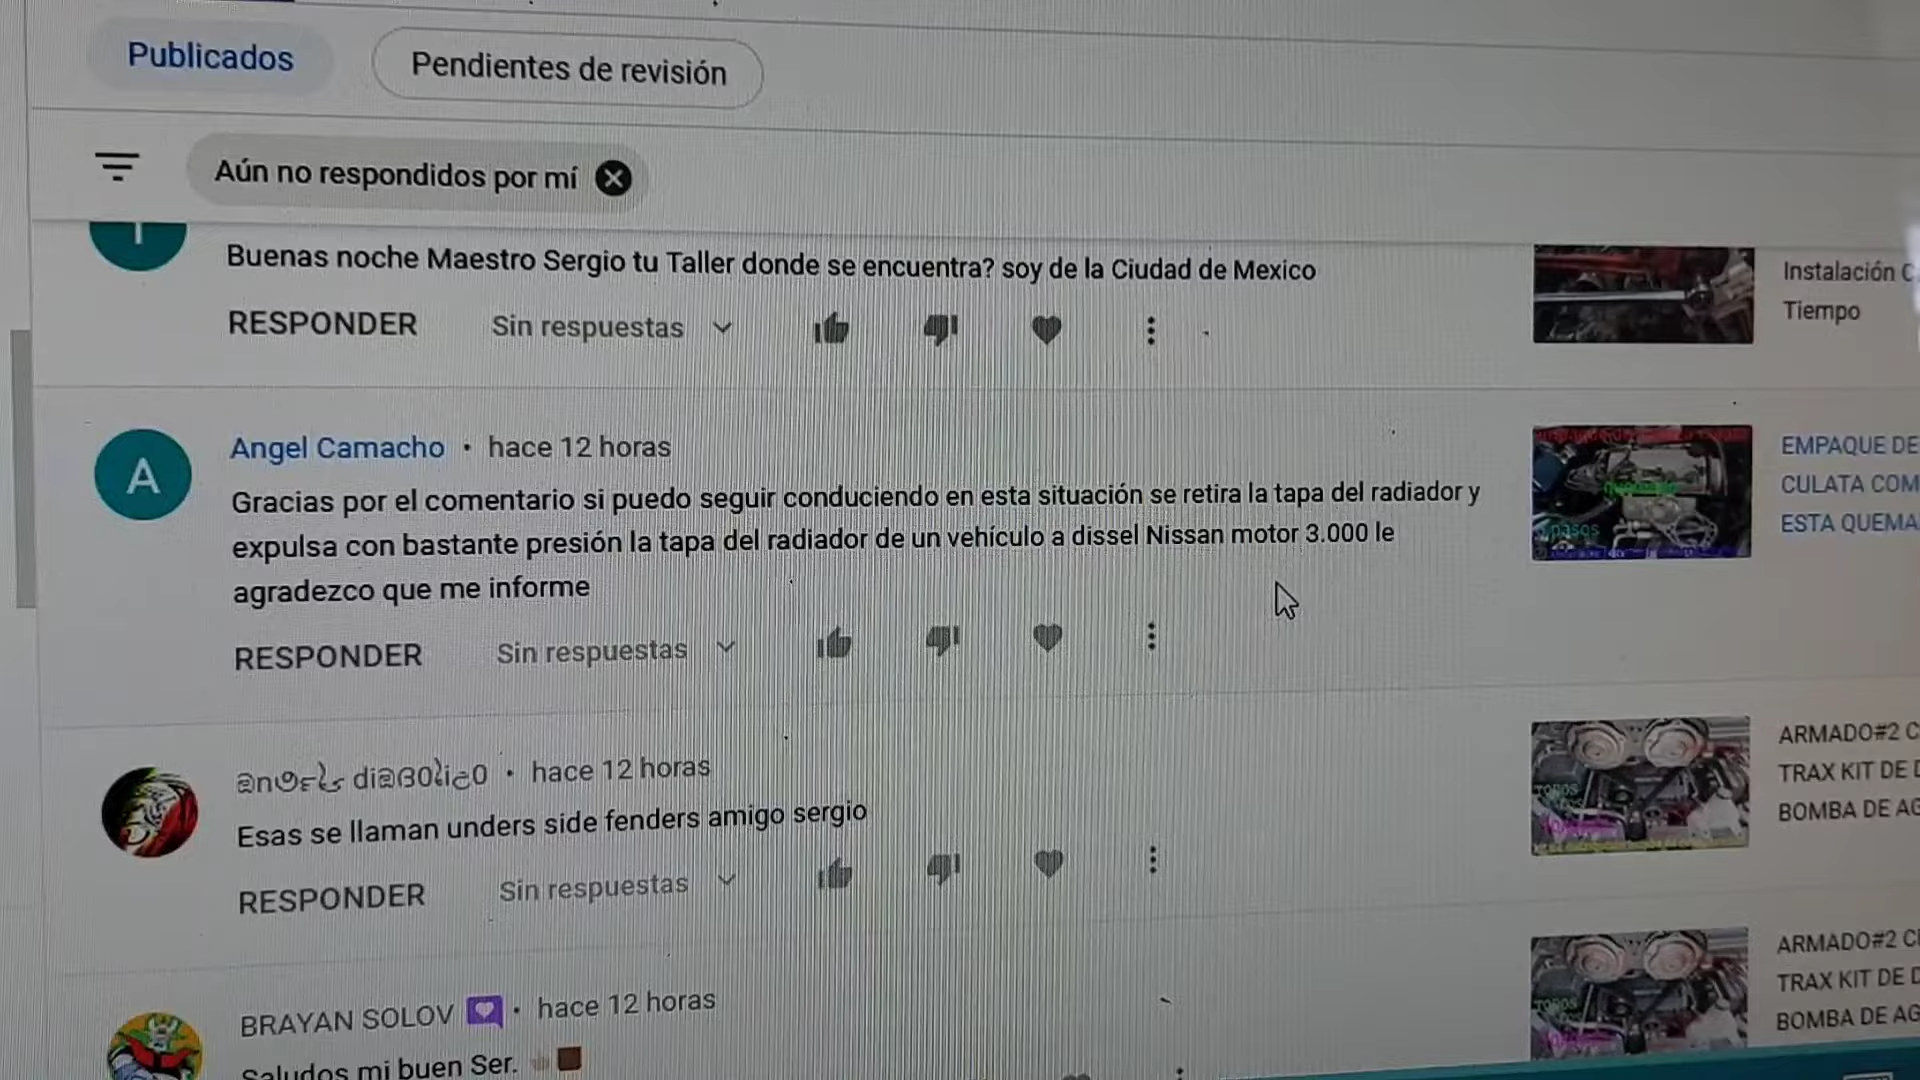 Publicados
Pendientes de revisión
Aún no respondidos por mí
Buenas noche Maestro Sergio tu Taller donde se encuentra? soy de la Ciudad de Mexico
RESPONDER Sin respuestas
Instalación
Tiempo
A
Angel Camacho • hace 12 horas
Gracias por el comentario si puedo seguir conduciendo en esta situación se retira la tapa del radiador y
expulsa con bastante presión la tapa del radiador de un vehículo a dissel Nissan motor 3.000 le
agradezco que me informe
RESPONDER Sin respuestas
EMPAQUE DE
CULATA COM
ESTA QUEMA
pasos
hace 12 horas
Esas se llaman unders side fenders amigo sergio
RESPONDER Sin respuestas
ARMADO#2 C
TRAX KIT DE D
BOMBA DE AG
BRAYAN SOLOV • hace 12 horas
Saludos mi buen Ser.
ARMADO#2 C
TRAX KIT DE D
BOMBA DE AG